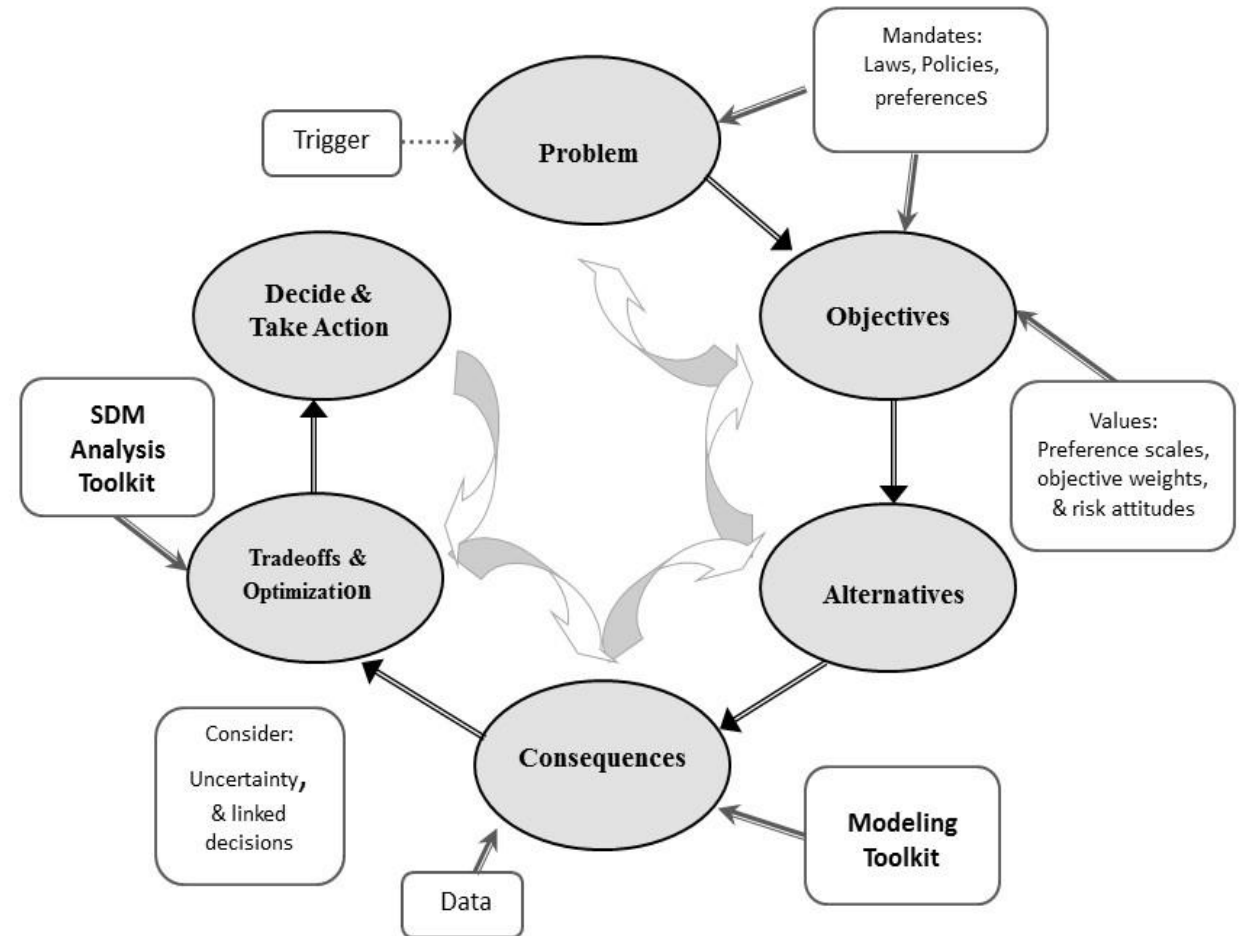 Mandates:
Laws, Policies,
preferences
Trigger
Problem
Decide &
Take Action
Objectives
SDM
Analysis
Toolkit
Values:
Preference scales,
objective weights,
& risk attitudes
Tradeoffs &
Optimization
Alternatives
Consider:
Uncertainty,
& linked
decisions
Consequences
Modeling
Toolkit
Data